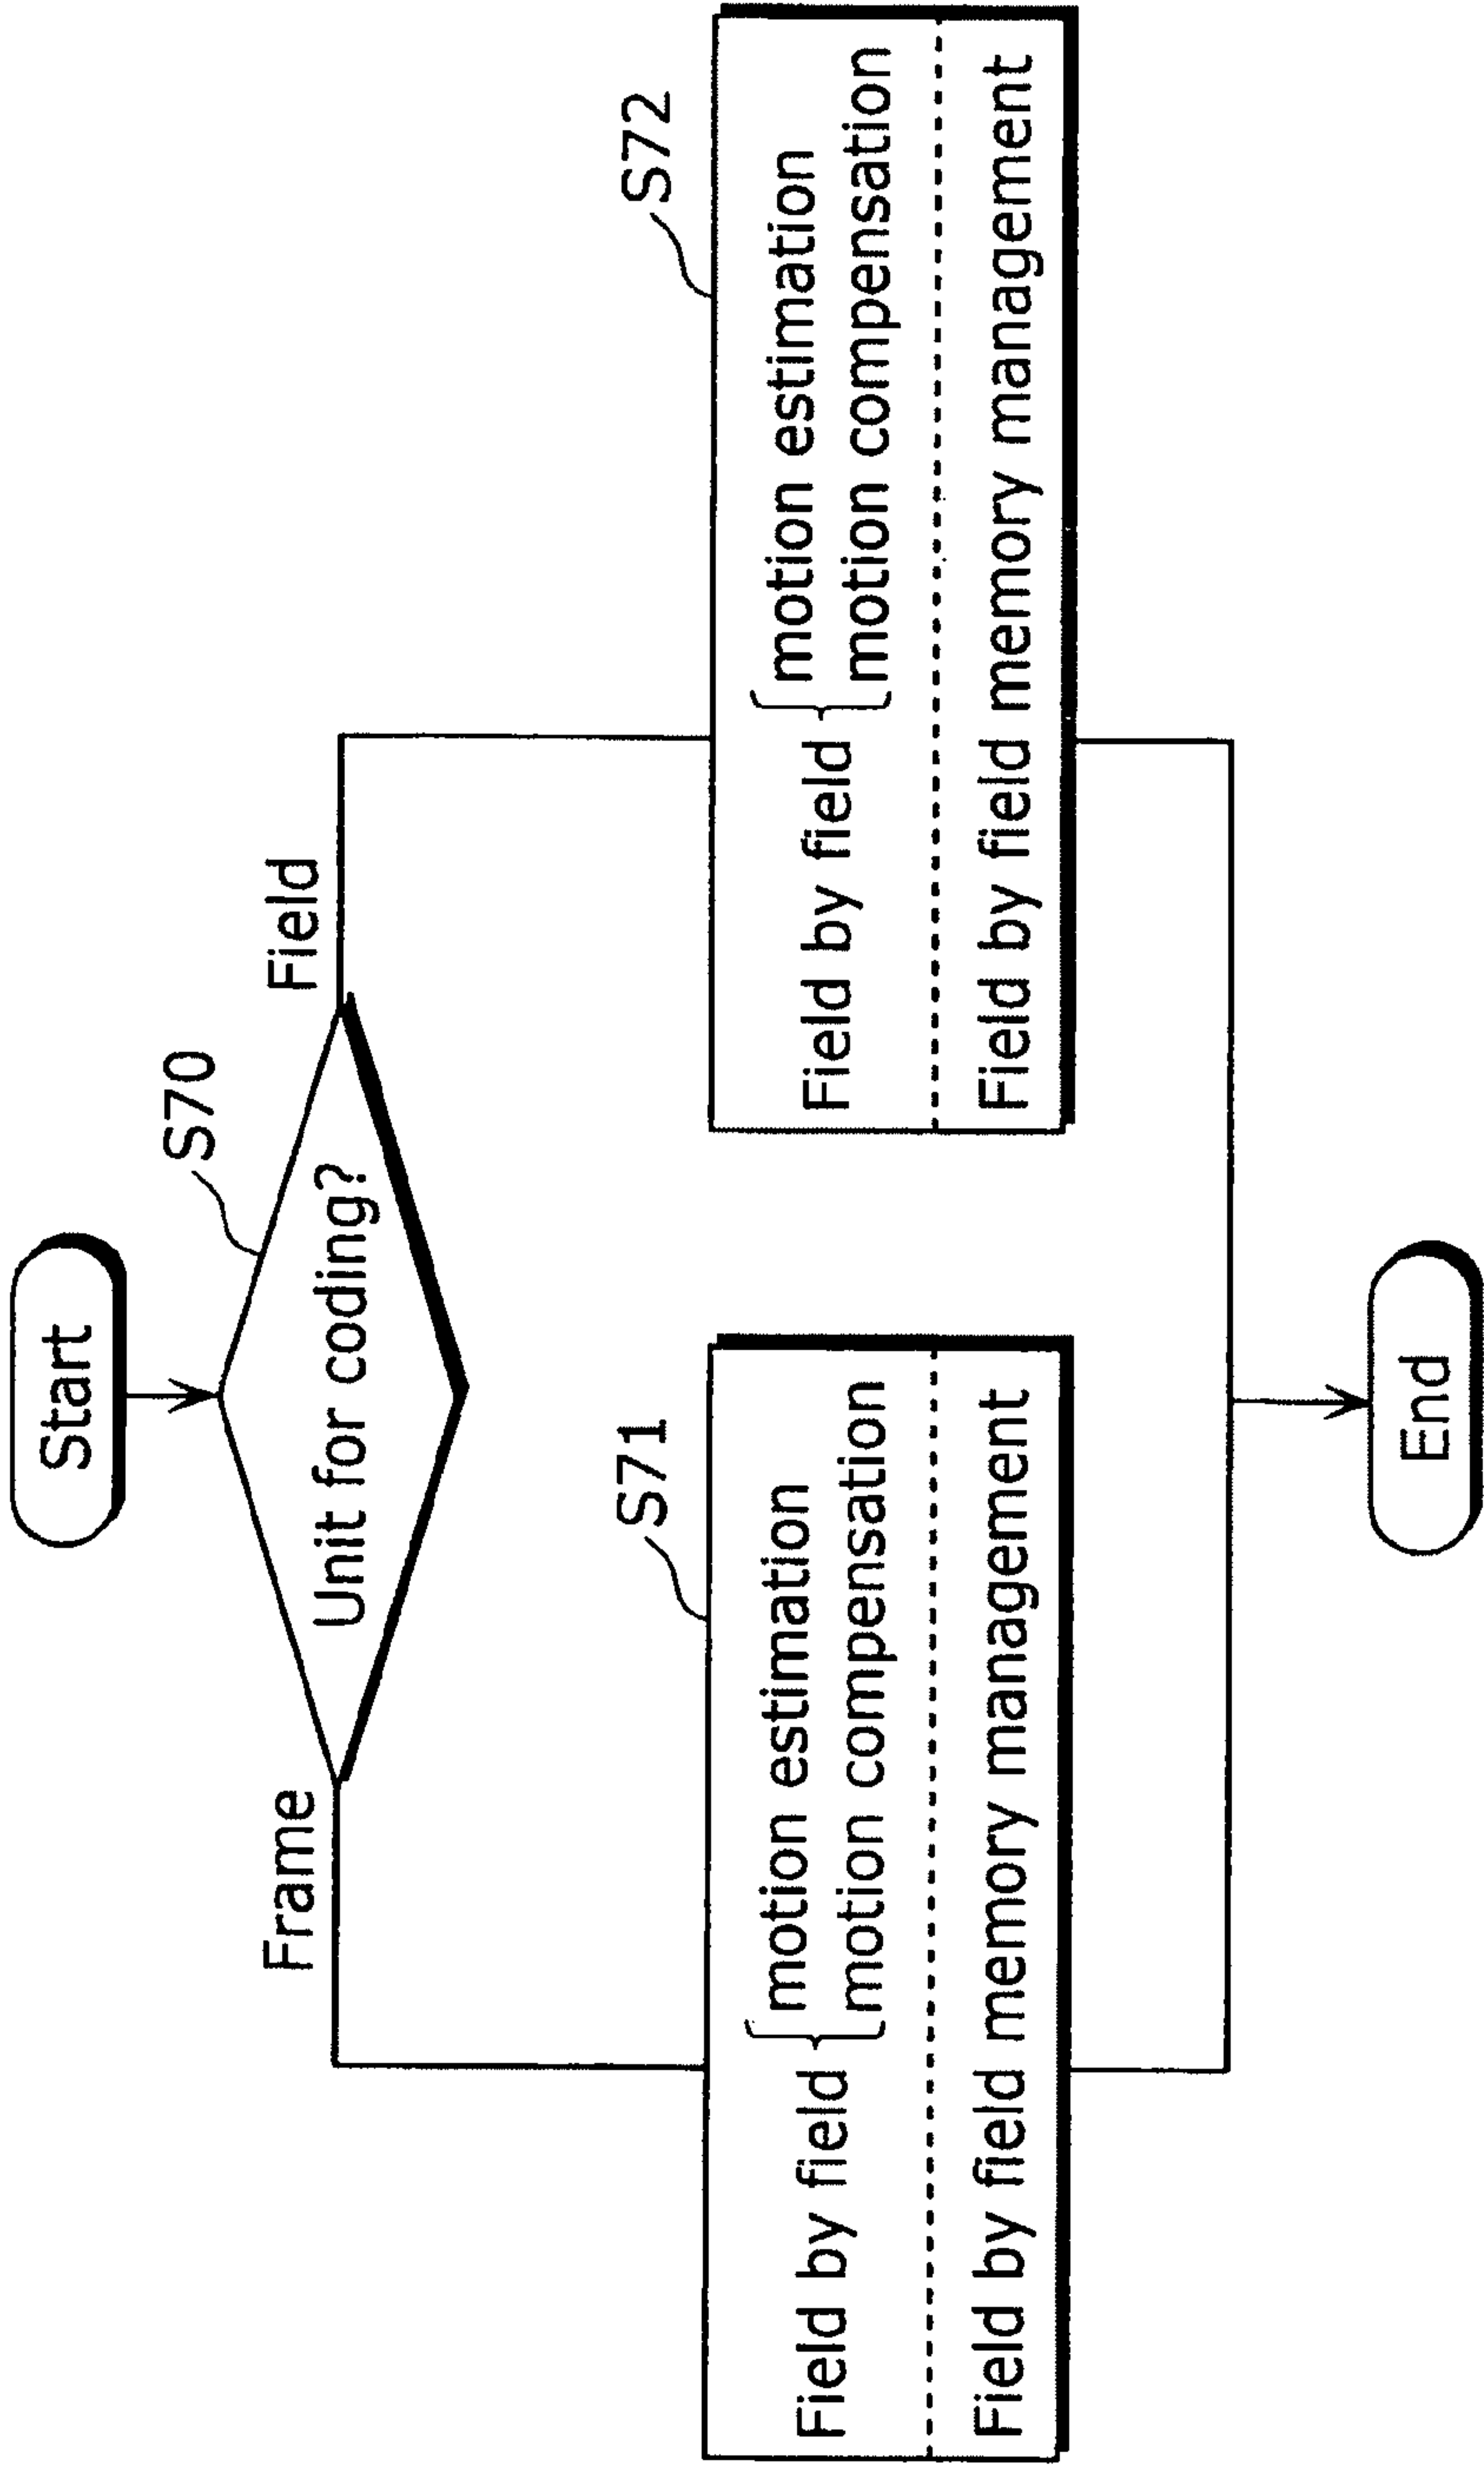 Start
S70
Unit for coding?
Frame
Field
S71
Field by field { motion estimation
motion compensation
Field by field memory management
S72
Field by field { motion estimation
motion compensation
Field by field memory management
End